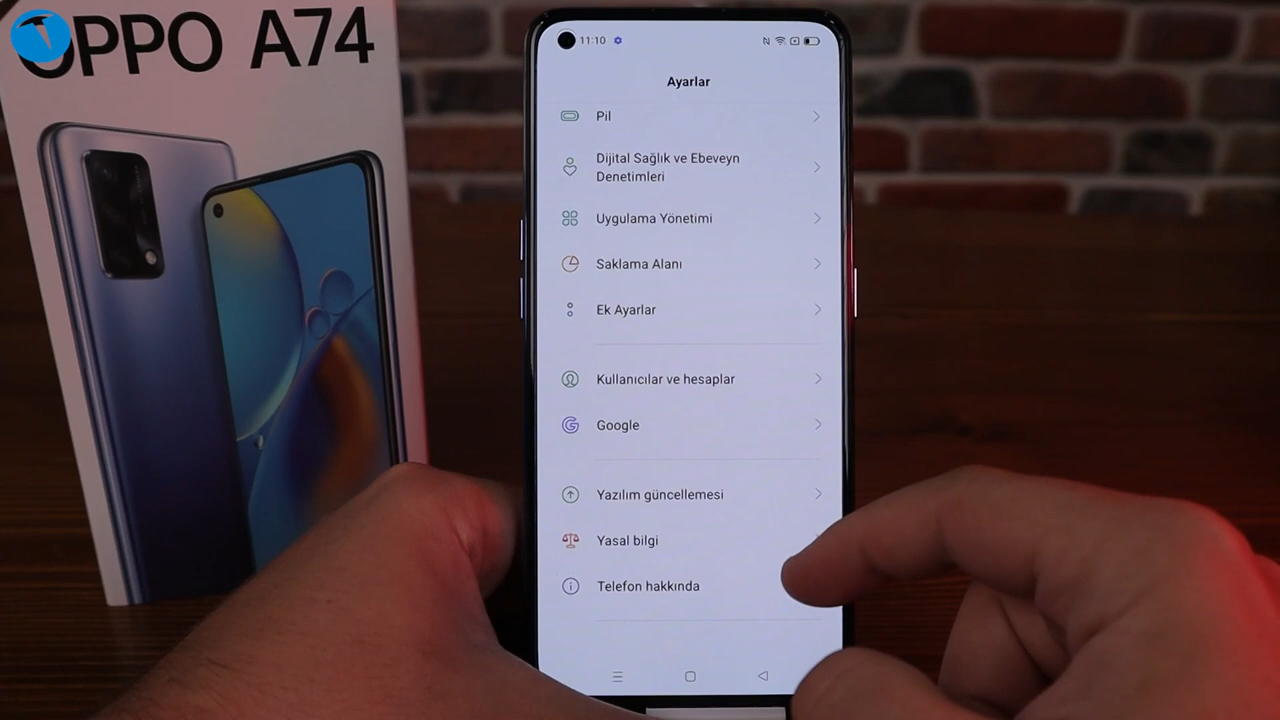 OPPO A74
11:10
Ayarlar
Pil
Dijital Sağlık ve Ebeveyn
Denetimleri
Uygulama Yönetimi
Saklama Alanı
Ek Ayarlar
Kullanıcılar ve hesaplar
Google
Yazılım güncellemesi
Yasal bilgi
Telefon hakkında